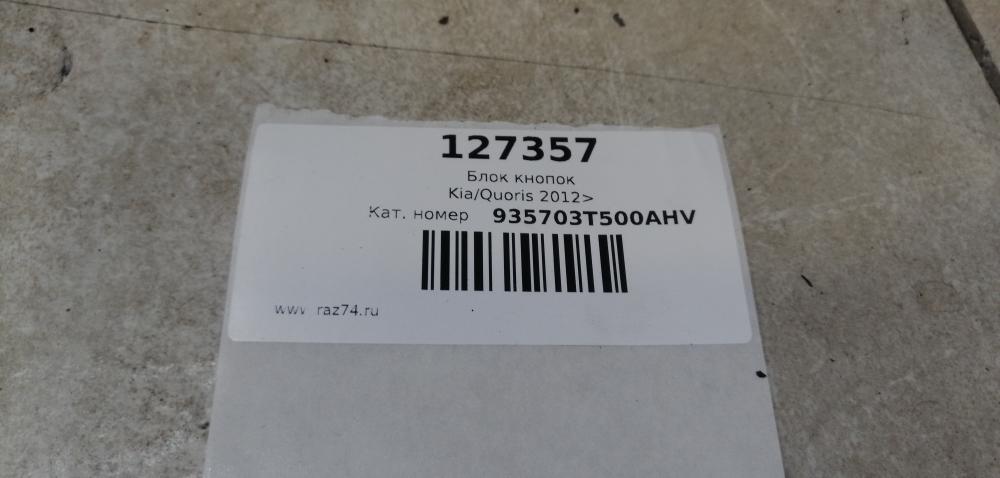 127357
Блок кнопок
Kia/Quoris 2012>
Кат. номер 935703T500AHV
www raz74.ru